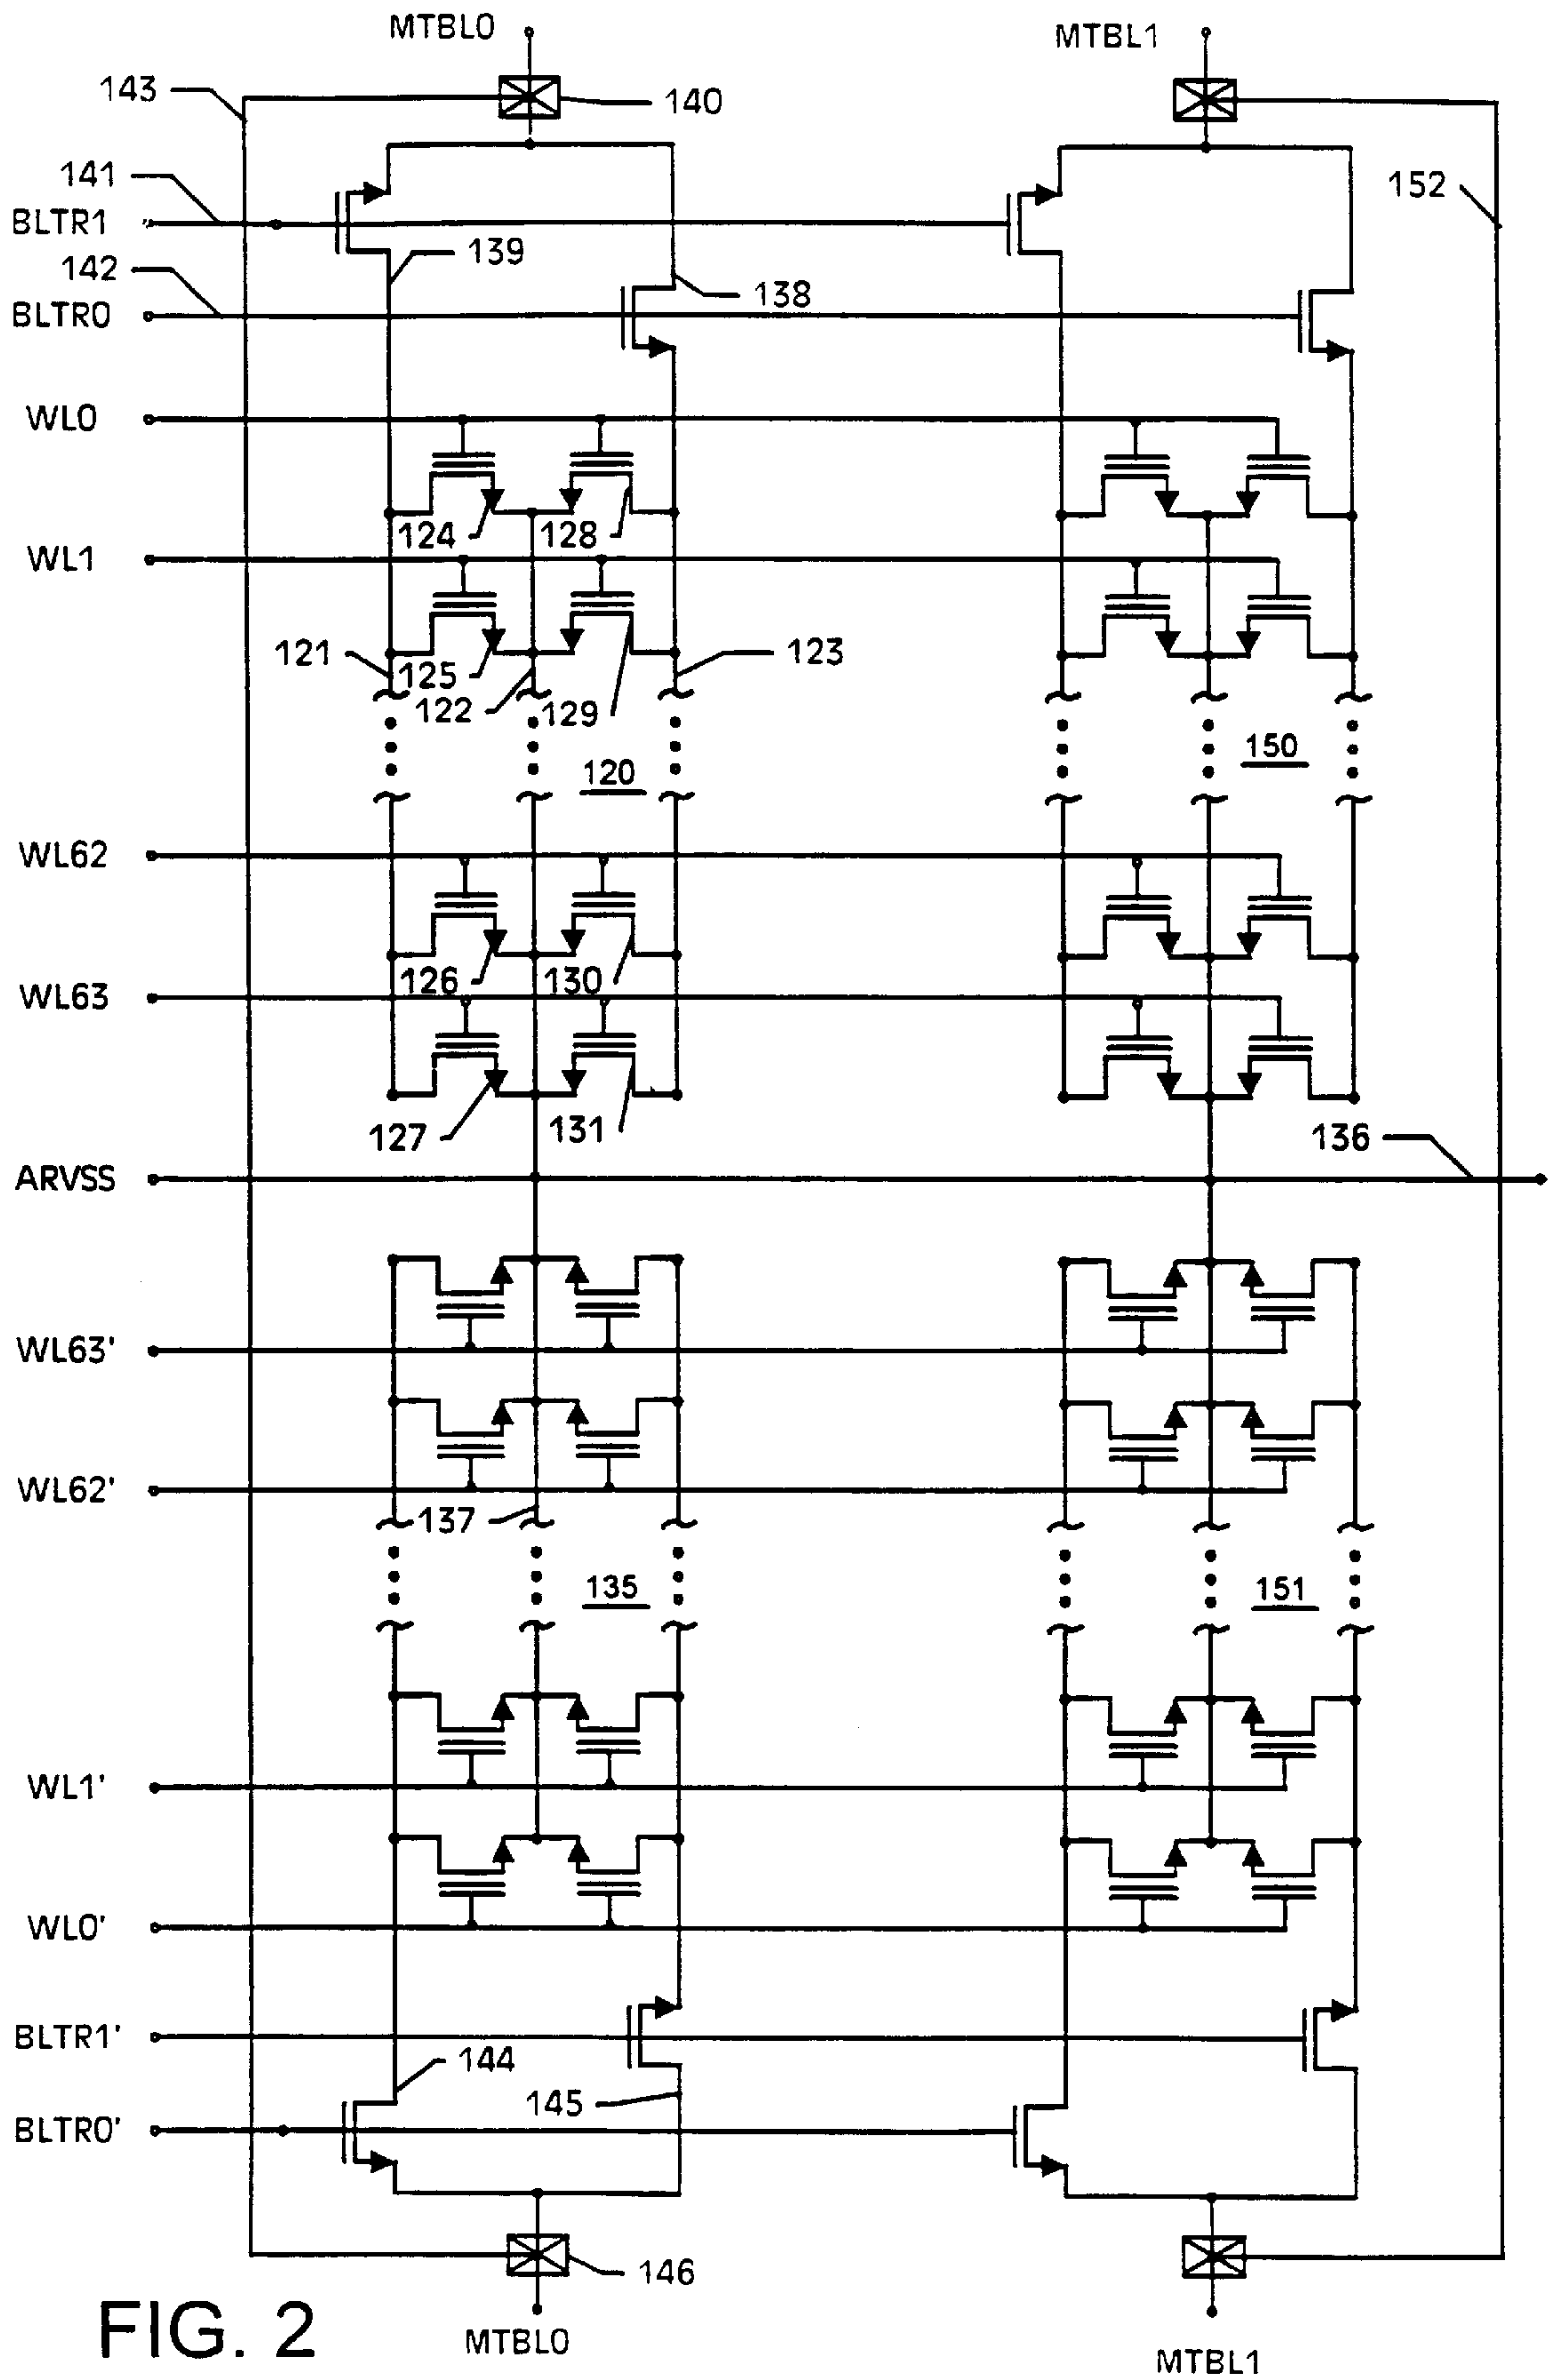 MTBL0
MTBL1
143
140
141
152
BLTR1
139
142
138
BLTR0
WL0
124
128
WL1
121
125
123
122
129
120
150
WL62
126
130
WL63
127
131
136
ARVSS
WL63'
WL62'
137
135
151
WL1'
WL0'
BLTR1'
144
145
BLTR0'
146
FIG. 2
MTBL0
MTBL1